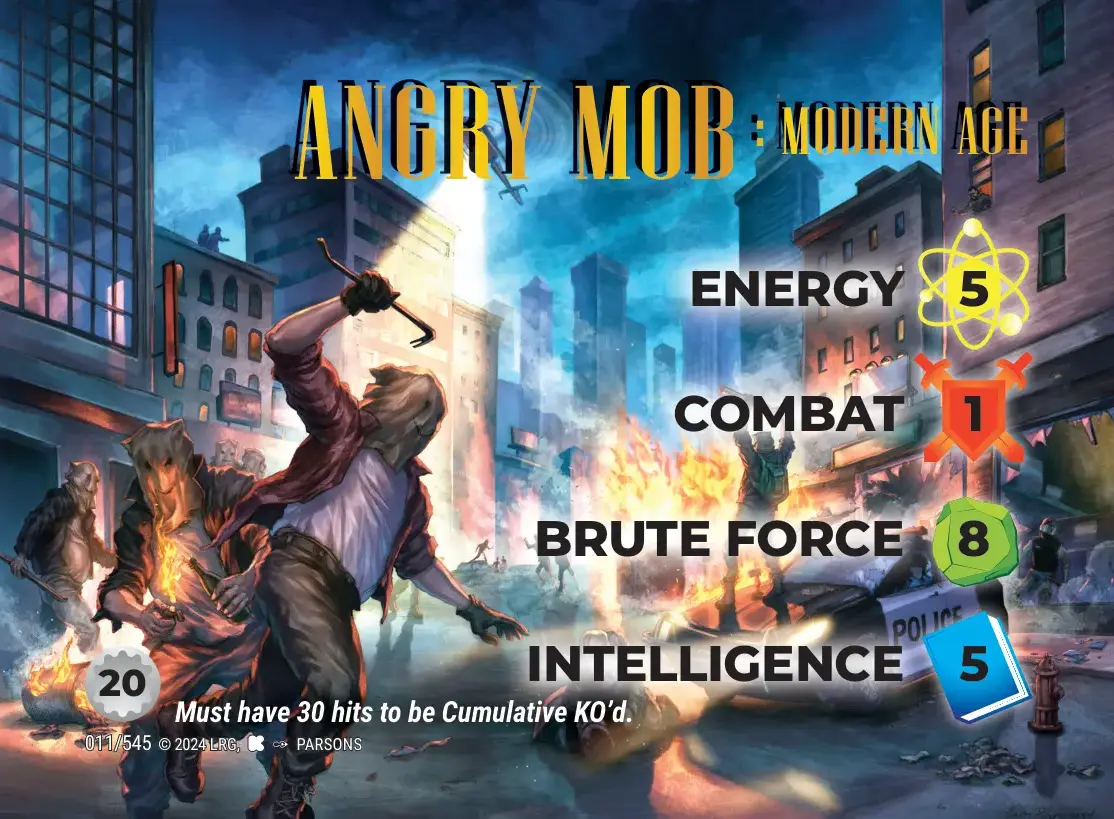 ANGRY MOB : MODERN AGE
ENERGY 5
COMBAT 1
BRUTE FORCE 8
POLICE
INTELLIGENCE 5
20
Must have 30 hits to be Cumulative KO’d.
011/545 © 2024 LRG, PARSONS